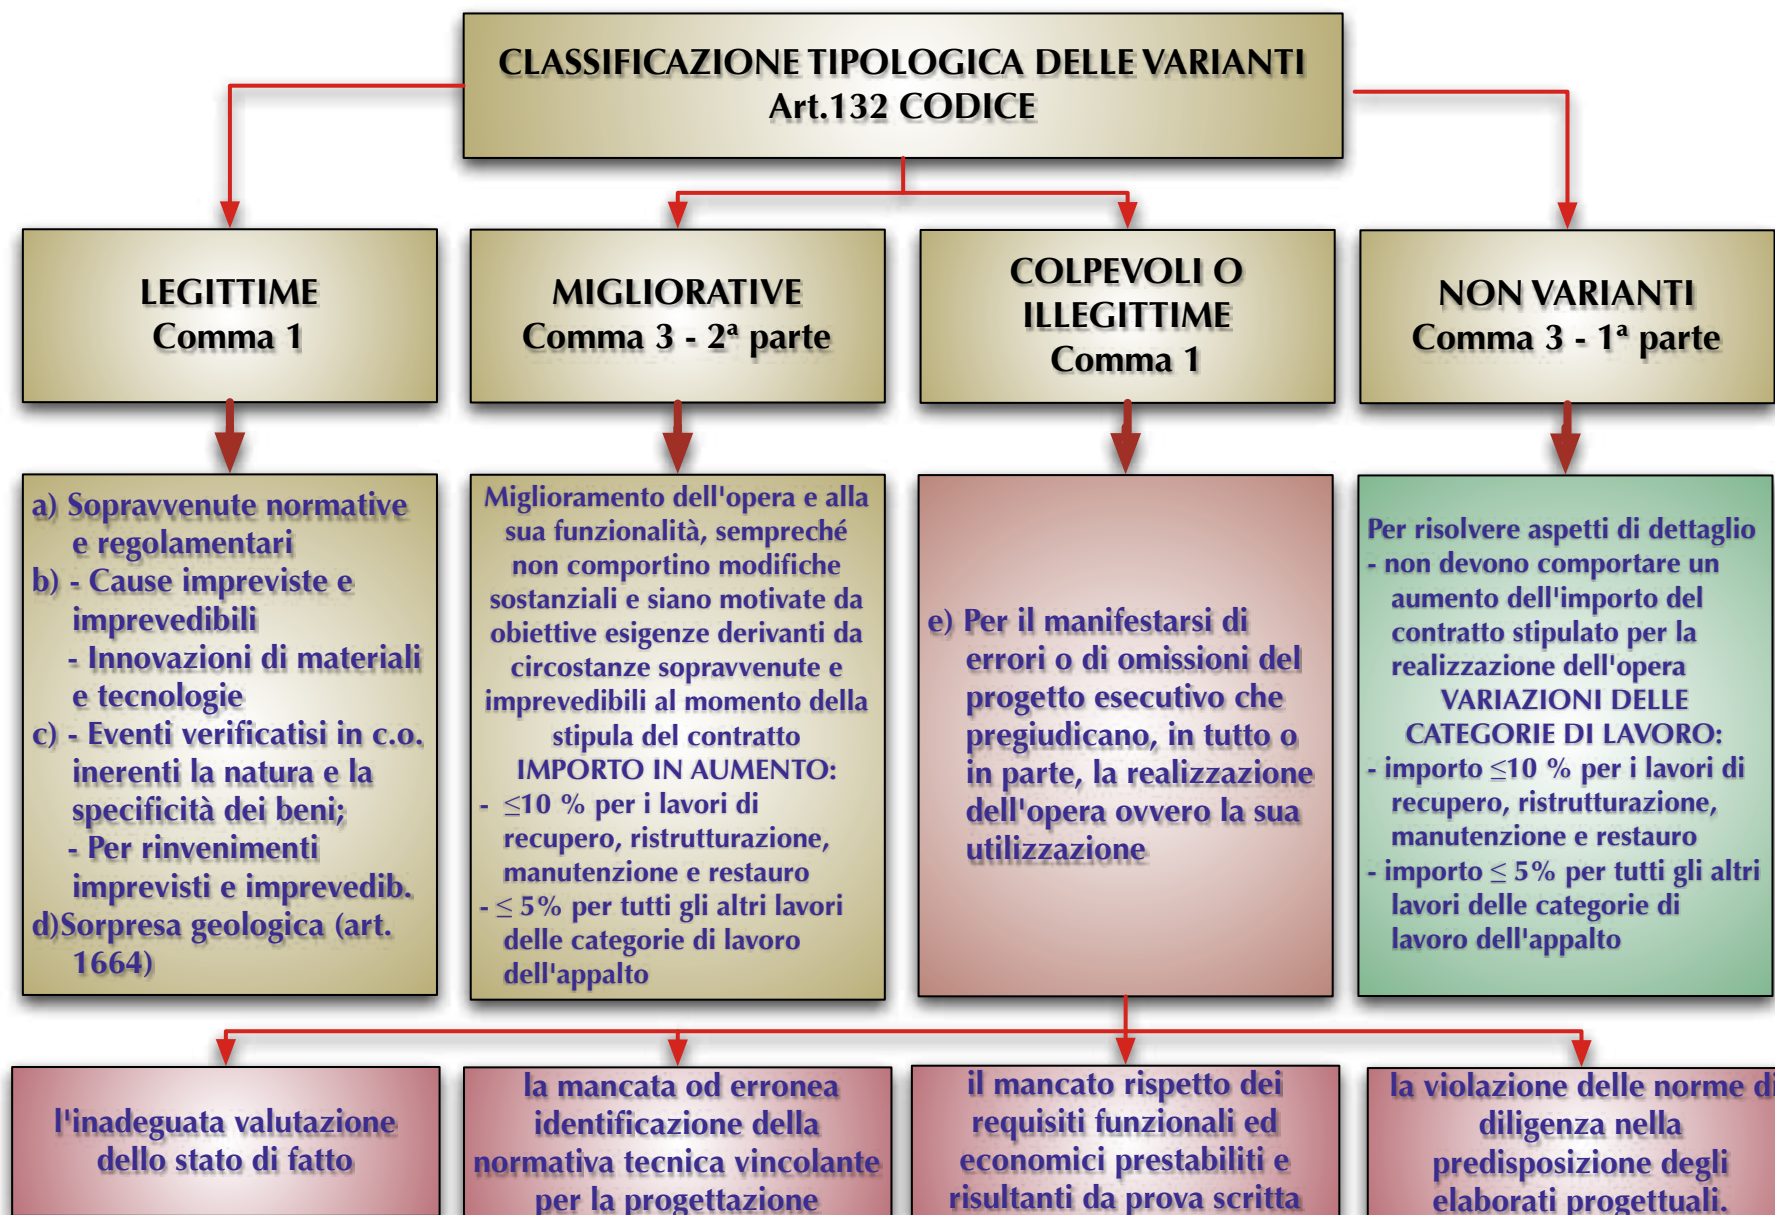 CLASSIFICAZIONE TIPOLOGICA DELLE VARIANTI
Art.132 CODICE
LEGITTIME
Comma 1
MIGLIORATIVE
Comma 3 - 2ª parte
COLPEVOLI O
ILLEGITTIME
Comma 1
NON VARIANTI
Comma 3 - 1ª parte
a) Sopravvenute normative
e regolamentari
b) - Cause impreviste e
imprevedibili
- Innovazioni di materiali
e tecnologie
c) - Eventi verificatisi in c.o.
inerenti la natura e la
specificità dei beni;
- Per rinvenimenti
imprevisti e imprevedib.
d)Sorpresa geologica (art.
1664)
Miglioramento dell'opera e alla
sua funzionalità, sempreché
non comportino modifiche
sostanziali e siano motivate da
obiettive esigenze derivanti da
circostanze sopravvenute e
imprevedibili al momento della
stipula del contratto
IMPORTO IN AUMENTO:
- ≤10 % per i lavori di
recupero, ristrutturazione,
manutenzione e restauro
- ≤ 5% per tutti gli altri lavori
delle categorie di lavoro
dell'appalto
e) Per il manifestarsi di
errori o di omissioni del
progetto esecutivo che
pregiudicano, in tutto o
in parte, la realizzazione
dell'opera ovvero la sua
utilizzazione
Per risolvere aspetti di dettaglio
- non devono comportare un
aumento dell'importo del
contratto stipulato per la
realizzazione dell'opera
VARIAZIONI DELLE
CATEGORIE DI LAVORO:
- importo ≤10 % per i lavori di
recupero, ristrutturazione,
manutenzione e restauro
- importo ≤ 5% per tutti gli altri
lavori delle categorie di
lavoro dell'appalto
l'inadeguata valutazione
dello stato di fatto
la mancata od erronea
identificazione della
normativa tecnica vincolante
per la progettazione
il mancato rispetto dei
requisiti funzionali ed
economici prestabiliti e
risultanti da prova scritta
la violazione delle norme di
diligenza nella
predisposizione degli
elaborati progettuali.